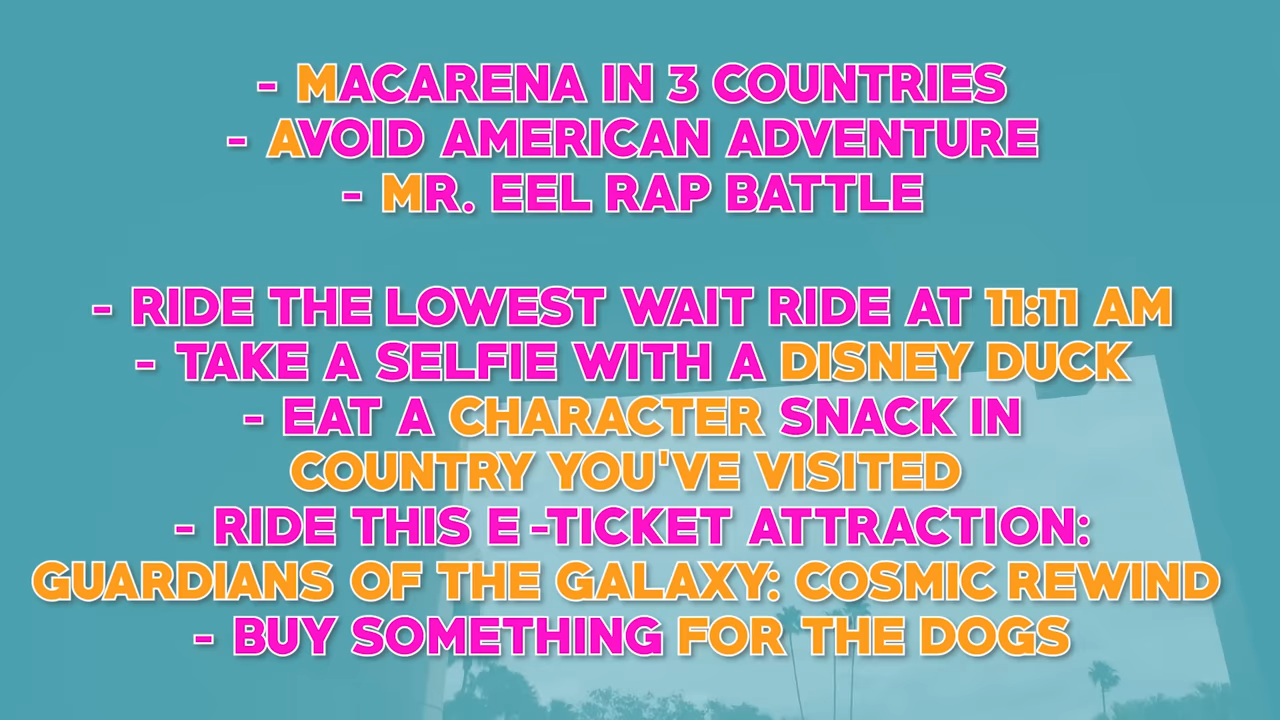 - MACARENA IN 3 COUNTRIES
- AVOID AMERICAN ADVENTURE
- MR. EEL RAP BATTLE
- RIDE THE LOWEST WAIT RIDE AT 11:11 AM
- TAKE A SELFIE WITH A DISNEY DUCK
- EAT A CHARACTER SNACK IN
COUNTRY YOU'VE VISITED
- RIDE THIS E-TICKET ATTRACTION:
GUARDIANS OF THE GALAXY: COSMIC REWIND
- BUY SOMETHING FOR THE DOGS